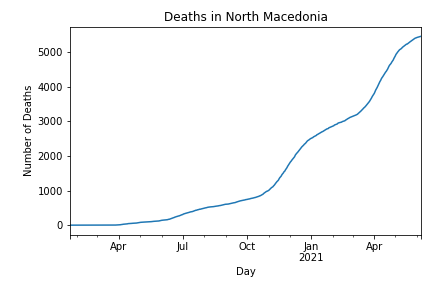 Deaths in North Macedonia
Number of Deaths
5000
4000
3000
2000
1000
0
Apr
Jul
Oct
Jan
2021
Apr
Day